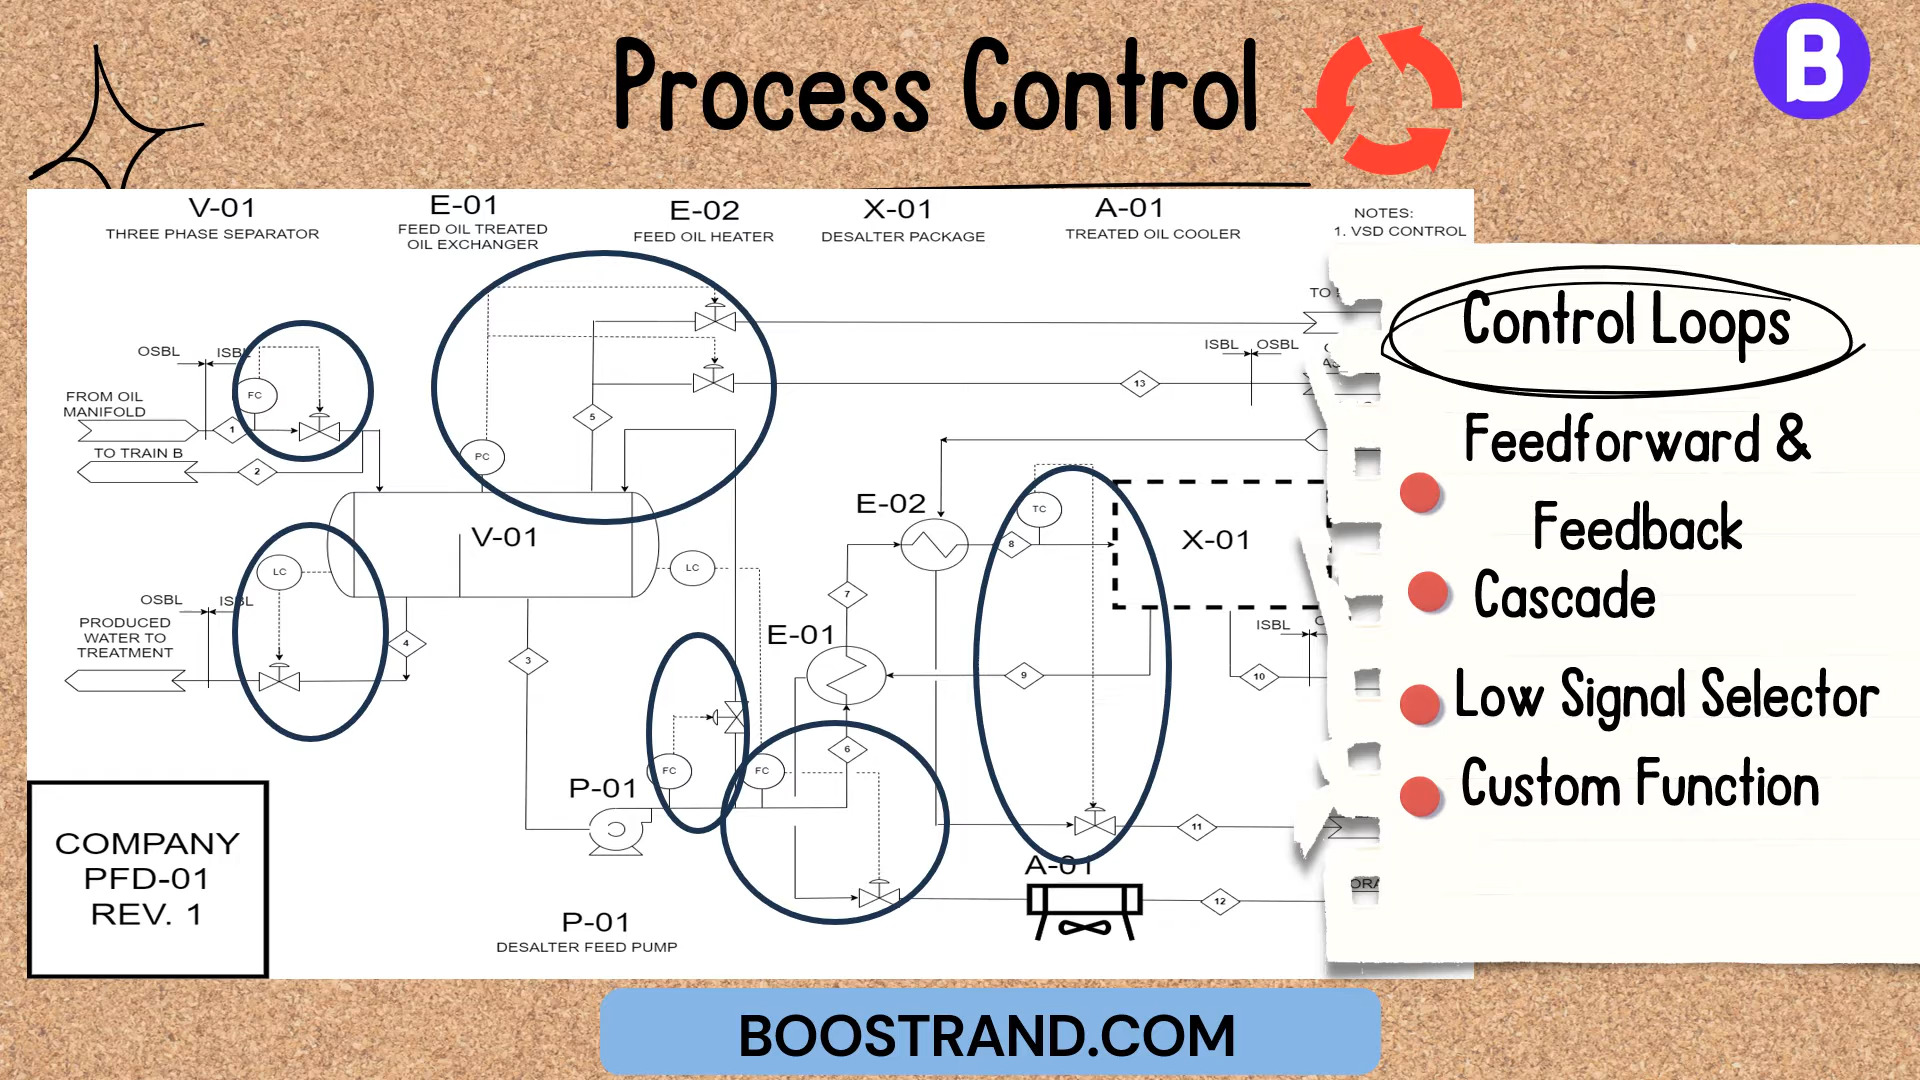 Process Control
B
V-01
THREE PHASE SEPARATOR
E-01
FEED OIL TREATED
OIL EXCHANGER
E-02
FEED OIL HEATER
X-01
DESALTER PACKAGE
A-01
TREATED OIL COOLER
NOTES:
1. VSD CONTROL
OSBL
ISBL
FC
FROM OIL
MANIFOLD
1
TO TRAIN B
2
PC
5
13
ISBL
OSBL
TO
V-01
LC
LC
OSBL
ISBL
PRODUCED
WATER TO
TREATMENT
4
3
E-02
TC
8
X-01
7
E-01
9
ISBL
10
6
FC
FC
P-01
11
A-01
12
P-01
DESALTER FEED PUMP
COMPANY
PFD-01
REV. 1
Control Loops
Feedforward &
Feedback
Cascade
Low Signal Selector
Custom Function
BOOSTRAND.COM